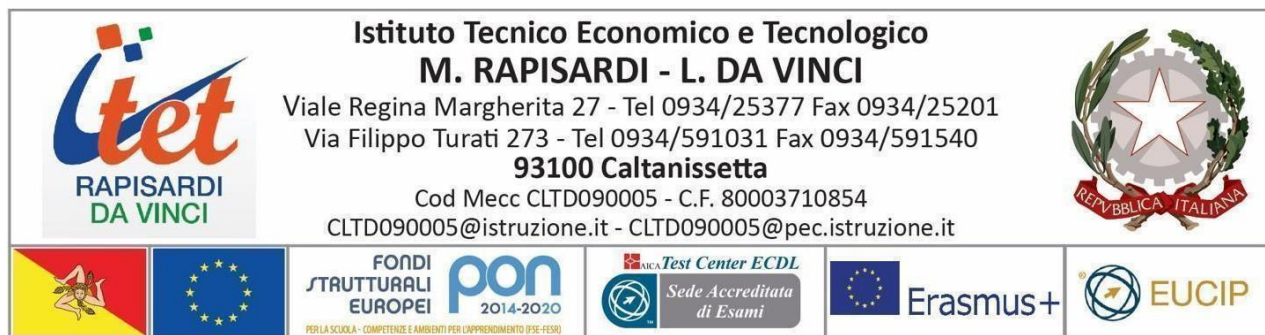 itet
RAPISARDI
DA VINCI
Istituto Tecnico Economico e Tecnologico
M. RAPISARDI - L. DA VINCI
Viale Regina Margherita 27 - Tel 0934/25377 Fax 0934/25201
Via Filippo Turati 273 - Tel 0934/591031 Fax 0934/591540
93100 Caltanissetta
Cod Mecc CLTD090005 - C.F. 80003710854
CLTD090005@istruzione.it - CLTD090005@pec.istruzione.it
REPVBBLICA ITALIANA
FONDI
STRUTTURALI
EUROPEI
pon
2014-2020
PER LA SCUOLA - COMPETENZE E AMBIENTI PER L'APPRENDIMENTO (FSE-FESR)
AICA Test Center ECDL
Sede Accreditata
di Esami
Erasmus+
® EUCIP